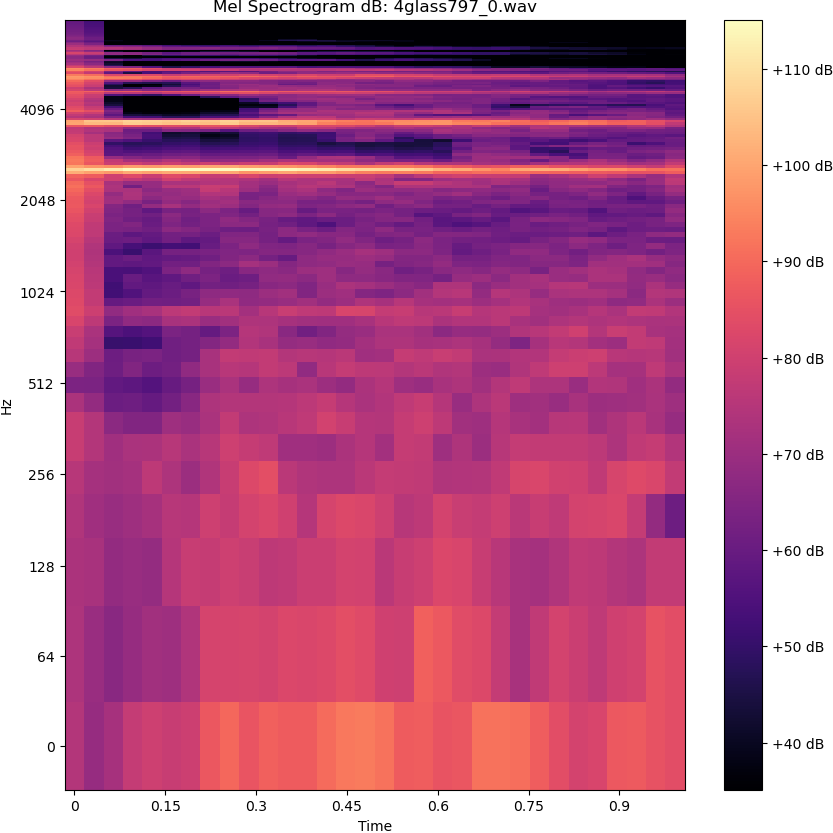 Mel Spectrogram dB: 4glass797_0.wav
4096
2048
1024
512
256
128
64
0
Hz
0
0.15
0.3
0.45
0.6
0.75
0.9
Time
+110 dB
+100 dB
+90 dB
+80 dB
+70 dB
+60 dB
+50 dB
+40 dB